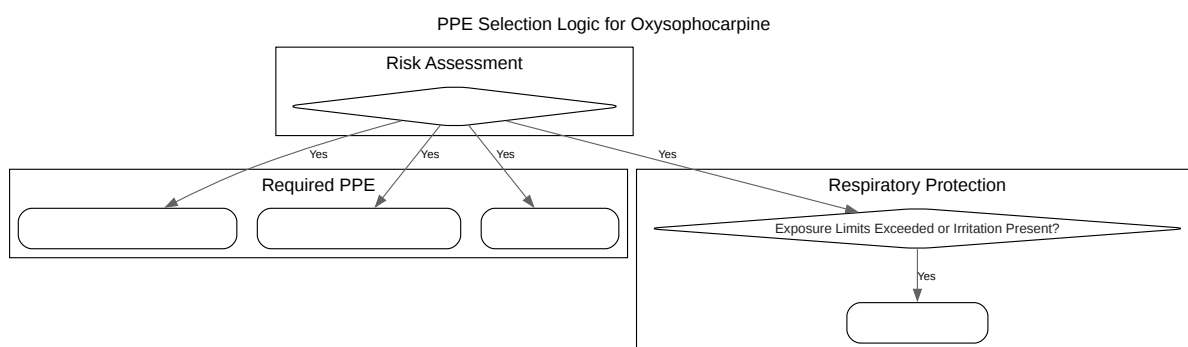 PPE Selection Logic for Oxysophocarpine
Risk Assessment
Yes
Yes
Yes
Yes
Required PPE
Respiratory Protection
Exposure Limits Exceeded or Irritation Present?
Yes